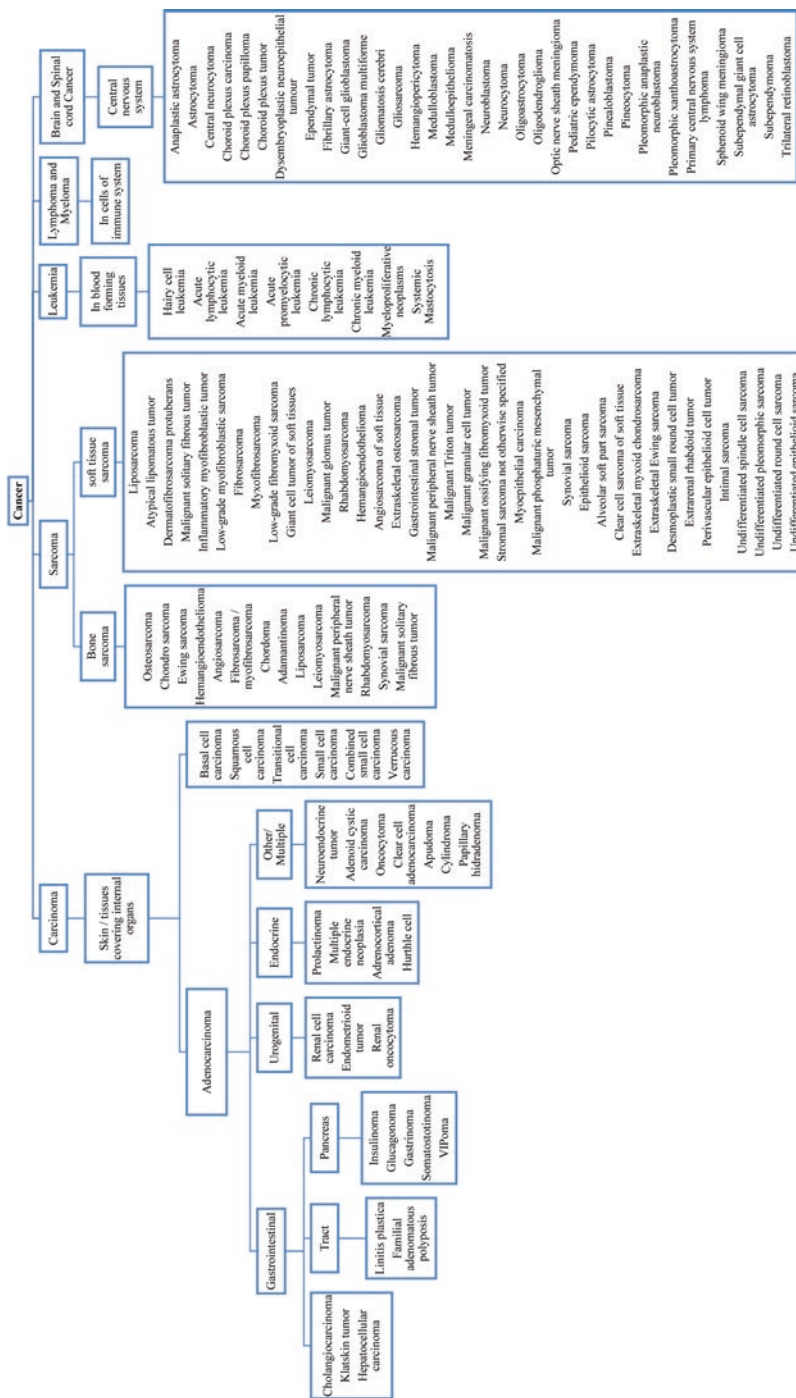 Cancer
Carcinoma
Skin / tissues
covering internal
organs
Adenocarcinoma
Gastrointestinal
Cholangiocarcinoma
Klatskin tumor
Hepatocellular
carcinoma
Tract
Linitis plastica
Familial
adenomatous
polyposis
Pancreas
Insulinoma
Glucagonoma
Gastrinoma
Somatostotinoma
VIPoma
Urogenital
Renal cell
carcinoma
Endometrioid
tumor
Renal
oncocytoma
Endocrine
Prolactinoma
Multiple
endocrine
neoplasia
Adrenocortical
adenoma
Hurthle cell
Other/
Multiple
Neuroendocrine
tumor
Adenoid cystic
carcinoma
Oncocytoma
Clear cell
adenocarcinoma
Apudoma
Cylindroma
Papillary
hidradenoma
Basal cell
carcinoma
Squamous
cell
carcinoma
Transitional
cell
carcinoma
Small cell
carcinoma
Combined
small cell
carcinoma
Verrucous
carcinoma
Sarcoma
Bone
sarcoma
Osteosarcoma
Chondro sarcoma
Ewing sarcoma
Hemangioendothelioma
Angiosarcoma
Fibrosarcoma /
myofibrosarcoma
Chordoma
Adamantinoma
Liposarcoma
Leiomyosarcoma
Malignant peripheral
nerve sheath tumor
Rhabdomyosarcoma
Synovial sarcoma
Malignant solitary
fibrous tumor
soft tissue
sarcoma
Liposarcoma
Atypical lipomatous tumor
Dermatofibrosarcoma protuberans
Malignant solitary fibrous tumor
Inflammatory myofibroblastic tumor
Low-grade myofibroblastic sarcoma
Fibrosarcoma
Myxofibrosarcoma
Low-grade fibromyxoid sarcoma
Giant cell tumor of soft tissues
Leiomyosarcoma
Malignant glomus tumor
Rhabdomyosarcoma
Hemangioendothelioma
Angiosarcoma of soft tissue
Extraskeletal osteosarcoma
Gastrointestinal stromal tumor
Malignant peripheral nerve sheath tumor
Malignant Triton tumor
Malignant granular cell tumor
Malignant ossifying fibromyxoid tumor
Stromal sarcoma not otherwise specified
Myoepithelial carcinoma
Malignant phosphaturic mesenchymal
tumor
Synovial sarcoma
Epithelioid sarcoma
Alveolar soft part sarcoma
Clear cell sarcoma of soft tissue
Extraskeletal myxoid chondrosarcoma
Extraskeletal Ewing sarcoma
Desmoplastic small round cell tumor
Extrarenal rhabdoid tumor
Perivascular epithelioid cell tumor
Intimal sarcoma
Undifferentiated spindle cell sarcoma
Undifferentiated pleomorphic sarcoma
Undifferentiated round cell sarcoma
Undifferentiated epithelioid sarcoma
Leukemia
In blood
forming
tissues
Hairy cell
leukemia
Acute
lymphocytic
leukemia
Acute myeloid
leukemia
Acute
promyelocytic
leukemia
Chronic
lymphocytic
leukemia
Chronic myeloid
leukemia
Myeloproliferative
neoplasms
Systemic
Mastocytosis
Lymphoma and
Myeloma
In cells of
immune system
Brain and Spinal
cord Cancer
Central
nervous
system
Anaplastic astrocytoma
Astrocytoma
Central neurocytoma
Choroid plexus carcinoma
Choroid plexus papilloma
Choroid plexus tumor
Dysembryoplastic neuroepithelial
tumour
Ependymal tumor
Fibrillary astrocytoma
Giant-cell glioblastoma
Glioblastoma multiforme
Gliomatosis cerebri
Gliosarcoma
Hemangiopericytoma
Medulloblastoma
Medulloepithelioma
Meningeal carcinomatosis
Neuroblastoma
Neurocytoma
Oligoastrocytoma
Oligodendroglioma
Optic nerve sheath meningioma
Pediatric ependymoma
Pilocytic astrocytoma
Pinealoblastoma
Pineocytoma
Pleomorphic anaplastic
neuroblastoma
Pleomorphic xanthoastrocytoma
Primary central nervous system
lymphoma
Sphenoid wing meningioma
Subependymal giant cell
astrocytoma
Subependymoma
Trilateral retinoblastoma